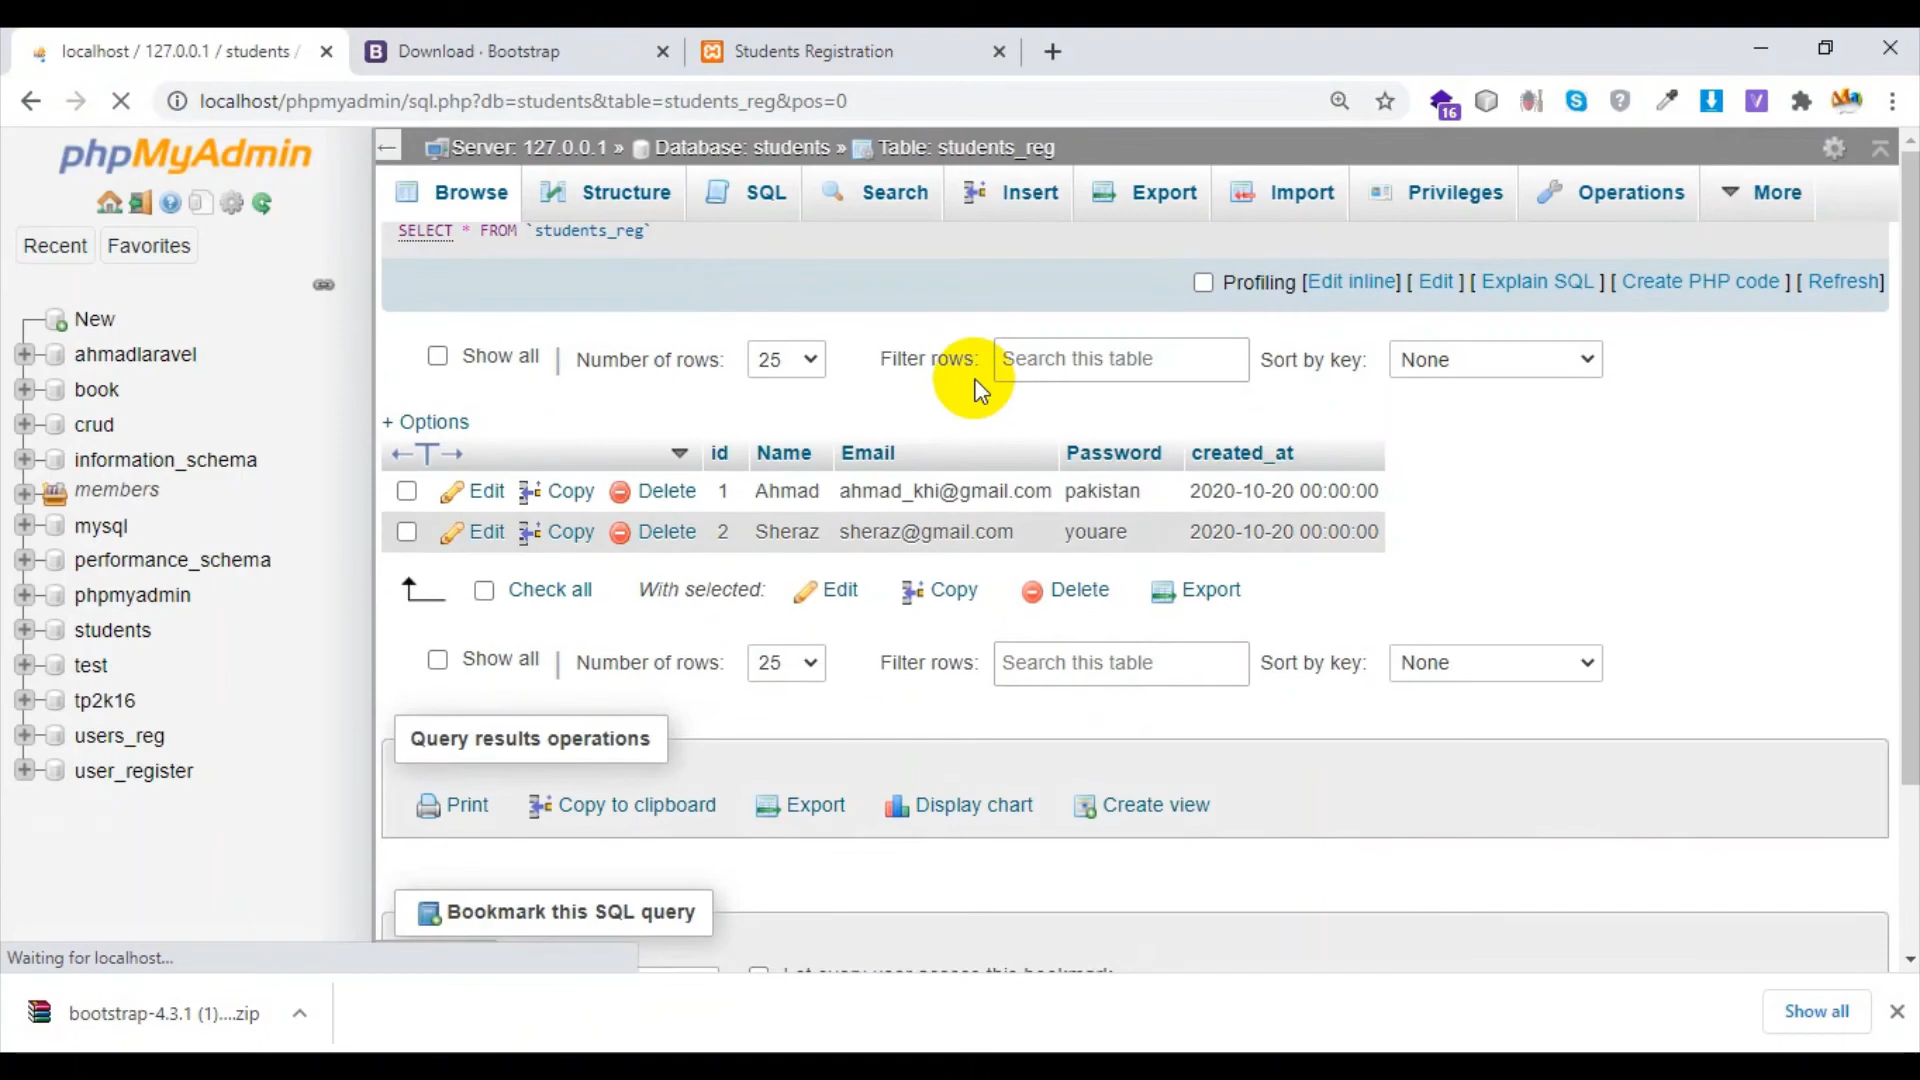 localhost / 127.0.0.1 / students /
Download · Bootstrap
Students Registration
localhost/phpmyadmin/sql.php?db=students&table=students_reg&pos=0
16
phpMyAdmin
Recent Favorites
New
ahmadlaravel
book
crud
information_schema
members
mysql
performance_schema
phpmyadmin
students
test
tp2k16
users_reg
user_register
Server: 127.0.0.1 » Database: students » Table: students_reg
Browse Structure SQL Search Insert Export Import Privileges Operations More
SELECT * FROM `students_reg`
Profiling [Edit inline] [ Edit ] [ Explain SQL ] [ Create PHP code ] [ Refresh]
Show all | Number of rows: 25 Filter rows: Search this table Sort by key: None
+ Options
id Name Email Password created_at
Edit Copy Delete 1 Ahmad ahmad_khi@gmail.com pakistan 2020-10-20 00:00:00
Edit Copy Delete 2 Sheraz sheraz@gmail.com youare 2020-10-20 00:00:00
Check all With selected: Edit Copy Delete Export
Show all | Number of rows: 25 Filter rows: Search this table Sort by key: None
Query results operations
Print Copy to clipboard Export Display chart Create view
Bookmark this SQL query
Waiting for localhost...
bootstrap-4.3.1 (1)....zip
Show all